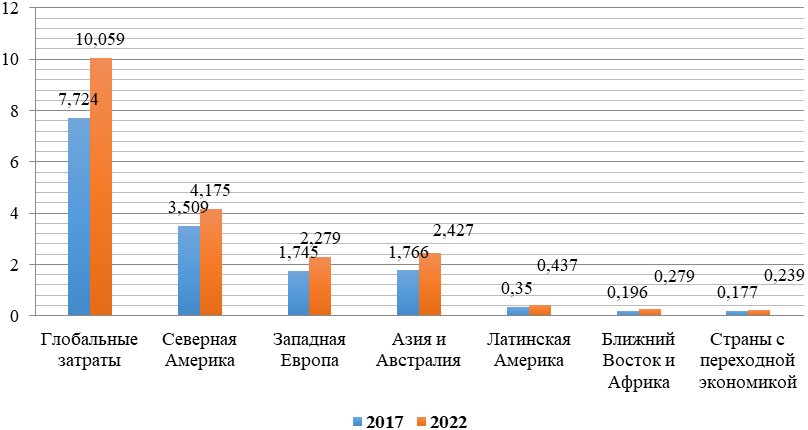 12
10
8
6
4
2
0
7,724
10,059
3,509
4,175
1,745
2,279
1,766
2,427
0,35
0,437
0,196
0,279
0,177
0,239
Глобальные
затраты
Северная
Америка
Западная
Европа
Азия и
Австралия
Латинская
Америка
Ближний
Восток и
Африка
Страны с
переходной
экономикой
2017
2022